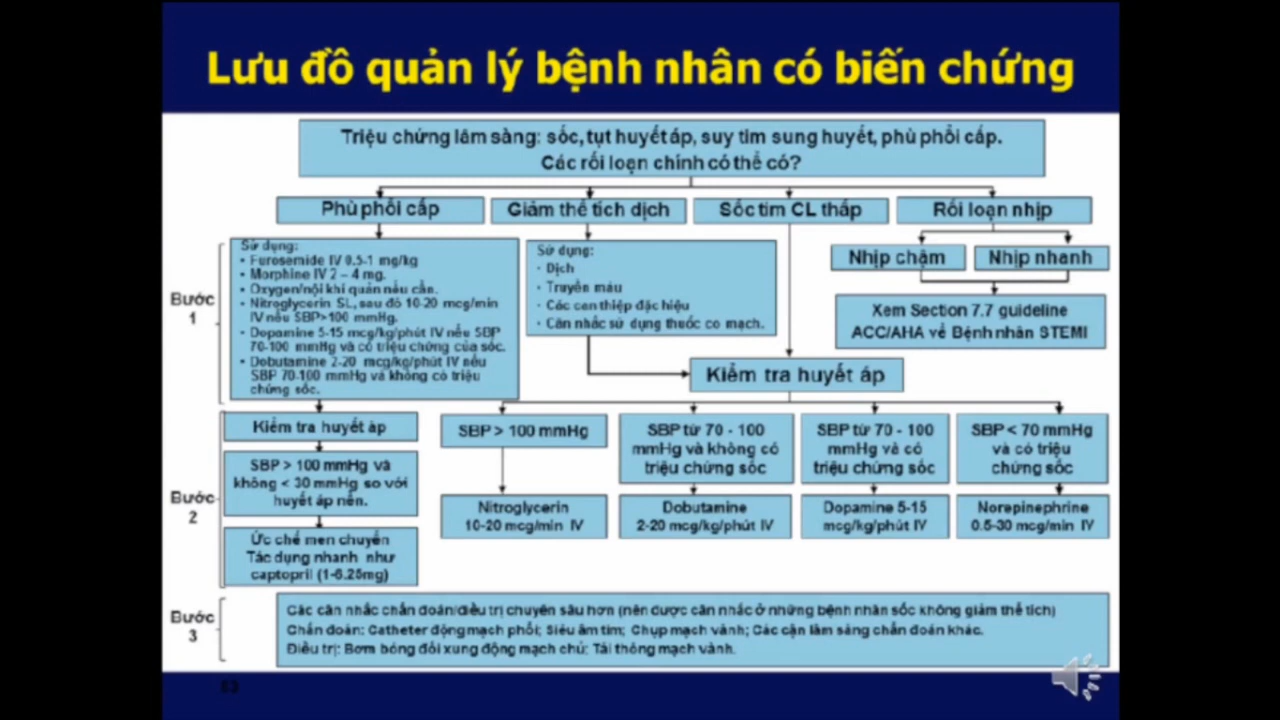 Lưu đồ quản lý bệnh nhân có biến chứng
Triệu chứng lâm sàng: sốc, tụt huyết áp, suy tim sung huyết, phù phổi cấp.
Các rối loạn chính có thể có?
Phù phổi cấp
Giảm thể tích dịch
Sốc tim CL thấp
Rối loạn nhịp
Nhịp chậm
Nhịp nhanh
Bước
1
Sử dụng:
• Furosemide IV 0.5-1 mg/kg
• Morphine IV 2 – 4 mg.
• Oxygen/nội khí quản nếu cần.
• Nitroglycerin SL, sau đó 10-20 mcg/min
IV nếu SBP>100 mmHg.
• Dopamine 5-15 mcg/kg/phút IV nếu SBP
70-100 mmHg và có triệu chứng của sốc.
• Dobutamine 2-20 mcg/kg/phút IV nếu
SBP 70-100 mmHg và không có triệu
chứng sốc.
Sử dụng:
· Dịch
· Truyền máu
· Các can thiệp đặc hiệu
· Cân nhắc sử dụng thuốc co mạch.
Xem Section 7.7 guideline
ACC/AHA về Bệnh nhân STEMI
Kiểm tra huyết áp
Bước
2
Kiểm tra huyết áp
SBP > 100 mmHg và
không < 30 mmHg so với
huyết áp nền.
Ức chế men chuyển
Tác dụng nhanh như
captopril (1-6.25mg)
SBP > 100 mmHg
SBP từ 70 - 100
mmHg và không có
triệu chứng sốc
SBP từ 70 - 100
mmHg và có
triệu chứng sốc
SBP < 70 mmHg
và có triệu
chứng sốc
Nitroglycerin
10-20 mcg/min IV
Dobutamine
2-20 mcg/kg/phút IV
Dopamine 5-15
mcg/kg/phút IV
Norepinephrine
0.5-30 mcg/min IV
Bước
3
Các cân nhắc chẩn đoán/điều trị chuyên sâu hơn (nên được cân nhắc ở những bệnh nhân sốc không giảm thể tích)
Chẩn đoán: Catheter động mạch phổi; Siêu âm tim; Chụp mạch vành; Các cận lâm sàng chẩn đoán khác.
Điều trị: Bơm bóng đối xung động mạch chủ; Tái thông mạch vành.